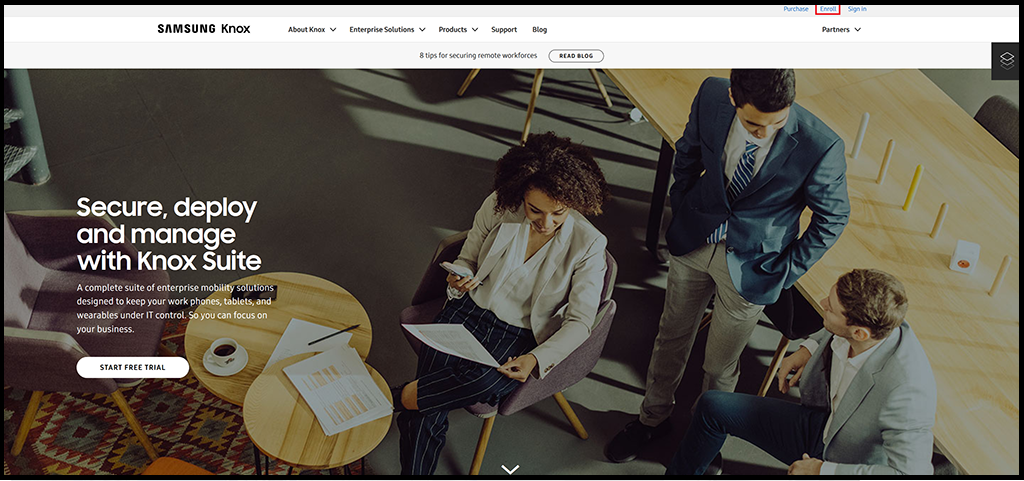 Purchase Enroll Sign in
SAMSUNG Knox About Knox Enterprise Solutions Products Support Blog Partners
8 tips for securing remote workforces READ BLOG
Secure, deploy
and manage
with Knox Suite
A complete suite of enterprise mobility solutions
designed to keep your work phones, tablets, and
wearables under IT control. So you can focus on
your business.
START FREE TRIAL